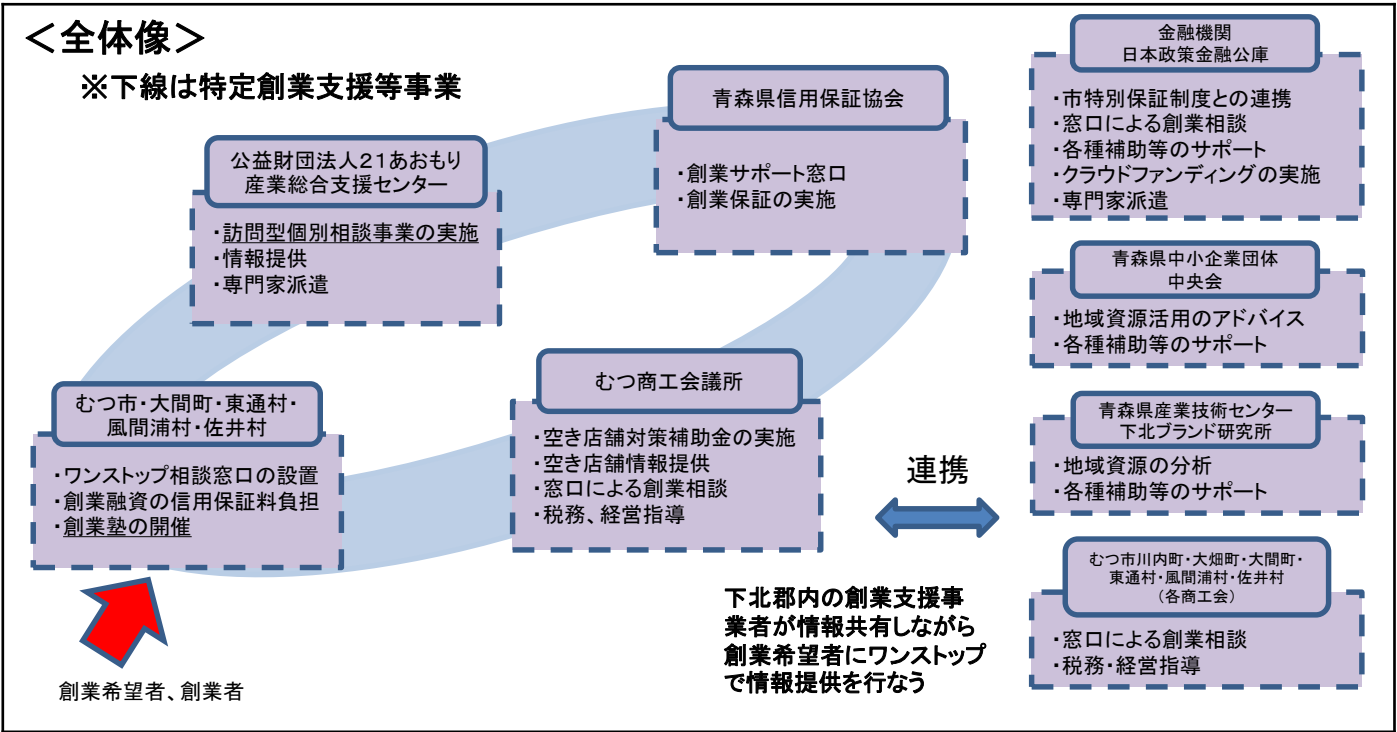 ＜全体像＞
※下線は特定創業支援等事業
公益財団法人２１あおもり
産業総合支援センター
・訪問型個別相談事業の実施
・情報提供
・専門家派遣
青森県信用保証協会
・創業サポート窓口
・創業保証の実施
むつ市・大間町・東通村・
風間浦村・佐井村
・ワンストップ相談窓口の設置
・創業融資の信用保証料負担
・創業塾の開催
創業希望者、創業者
むつ商工会議所
・空き店舗対策補助金の実施
・空き店舗情報提供
・窓口による創業相談
・税務、経営指導
連携
下北郡内の創業支援事
業者が情報共有しながら
創業希望者にワンストップ
で情報提供を行なう
金融機関
日本政策金融公庫
・市特別保証制度との連携
・窓口による創業相談
・各種補助等のサポート
・クラウドファンディングの実施
・専門家派遣
青森県中小企業団体
中央会
・地域資源活用のアドバイス
・各種補助等のサポート
青森県産業技術センター
下北ブランド研究所
・地域資源の分析
・各種補助等のサポート
むつ市川内町・大畑町・大間町・
東通村・風間浦村・佐井村
（各商工会）
・窓口による創業相談
・税務・経営指導